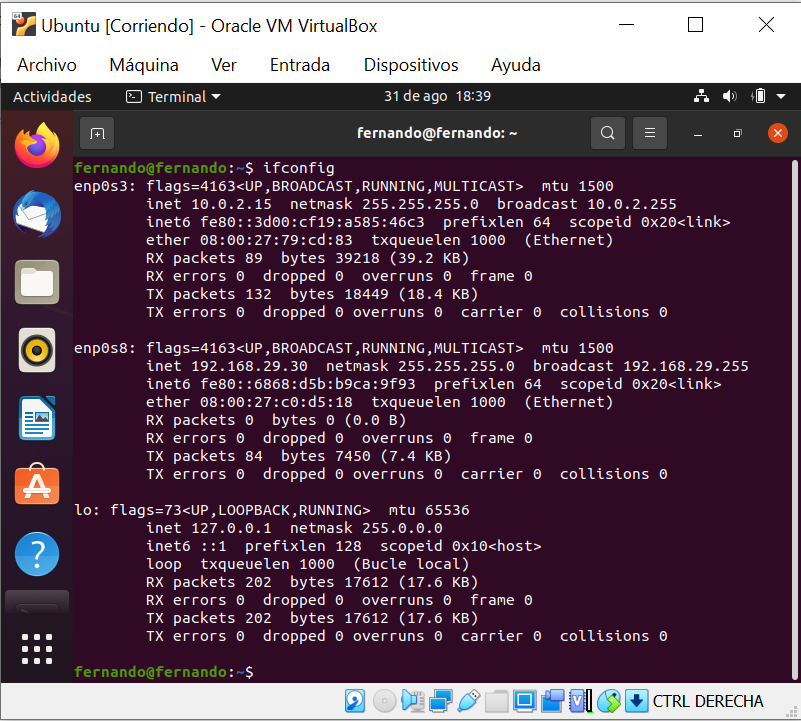 Ubuntu [Corriendo] - Oracle VM VirtualBox
Archivo Máquina Ver Entrada Dispositivos Ayuda
Actividades Terminal 31 de ago 18:39
fernando@fernando: ~
fernando@fernando:~$ ifconfig
enp0s3: flags=4163<UP,BROADCAST,RUNNING,MULTICAST>  mtu 1500
        inet 10.0.2.15  netmask 255.255.255.0  broadcast 10.0.2.255
        inet6 fe80::3d00:cf19:a585:46c3  prefixlen 64  scopeid 0x20<link>
        ether 08:00:27:79:cd:83  txqueuelen 1000  (Ethernet)
        RX packets 89  bytes 39218 (39.2 KB)
        RX errors 0  dropped 0  overruns 0  frame 0
        TX packets 132  bytes 18449 (18.4 KB)
        TX errors 0  dropped 0 overruns 0  carrier 0  collisions 0
enp0s8: flags=4163<UP,BROADCAST,RUNNING,MULTICAST>  mtu 1500
        inet 192.168.29.30  netmask 255.255.255.0  broadcast 192.168.29.255
        inet6 fe80::6868:d5b:b9ca:9f93  prefixlen 64  scopeid 0x20<link>
        ether 08:00:27:c0:d5:18  txqueuelen 1000  (Ethernet)
        RX packets 0  bytes 0 (0.0 B)
        RX errors 0  dropped 0  overruns 0  frame 0
        TX packets 84  bytes 7450 (7.4 KB)
        TX errors 0  dropped 0 overruns 0  carrier 0  collisions 0
lo: flags=73<UP,LOOPBACK,RUNNING>  mtu 65536
        inet 127.0.0.1  netmask 255.0.0.0
        inet6 ::1  prefixlen 128  scopeid 0x10<host>
        loop  txqueuelen 1000  (Bucle local)
        RX packets 202  bytes 17612 (17.6 KB)
        RX errors 0  dropped 0  overruns 0  frame 0
        TX packets 202  bytes 17612 (17.6 KB)
        TX errors 0  dropped 0 overruns 0  carrier 0  collisions 0
fernando@fernando:~$
CTRL DERECHA